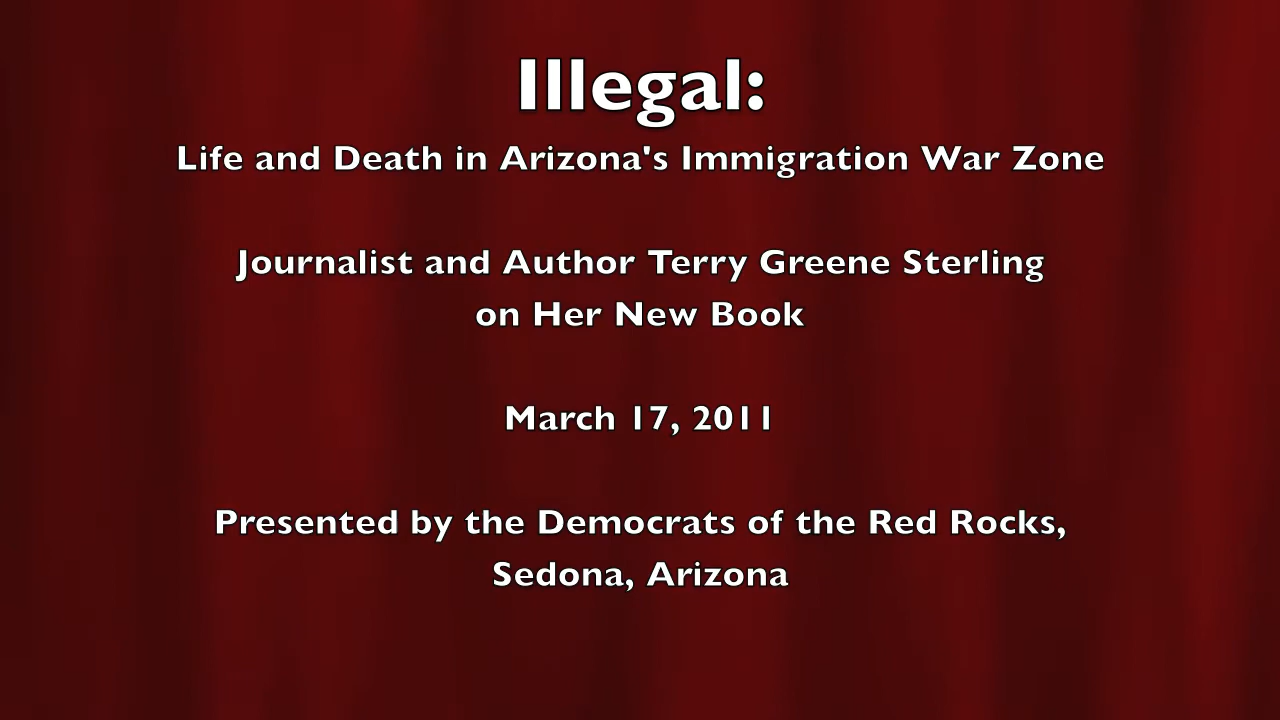 Illegal:
Life and Death in Arizona's Immigration War Zone
Journalist and Author Terry Greene Sterling
on Her New Book
March 17, 2011
Presented by the Democrats of the Red Rocks,
Sedona, Arizona